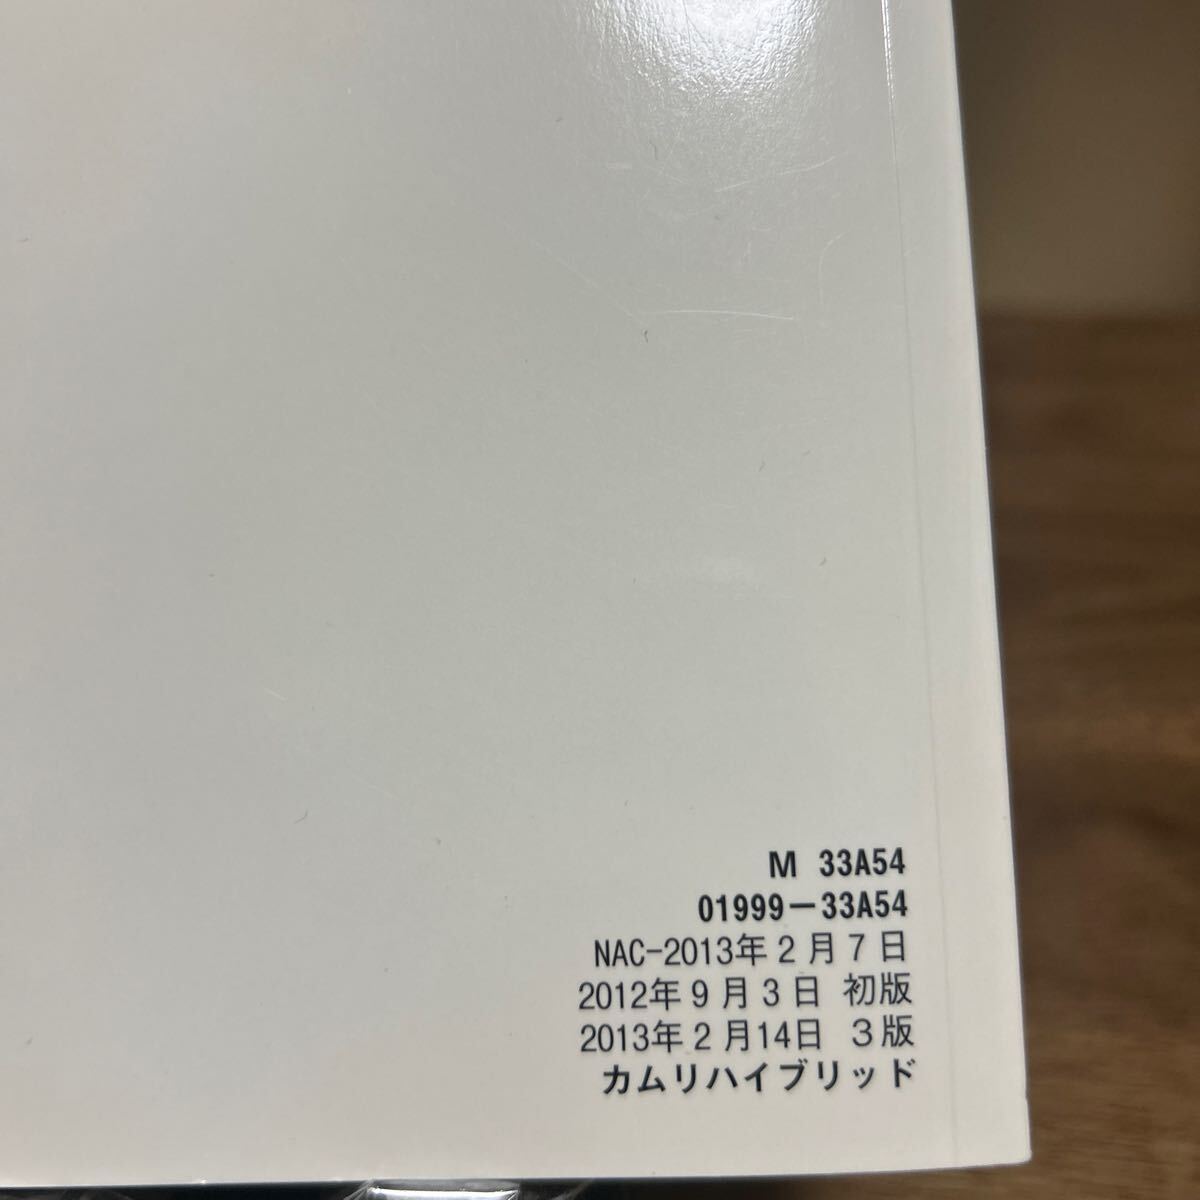 M 33A54
01999-33A54
NAC-2013年2月7日
2012年9月3日 初版
2013年2月14日 3版
カムリハイブリッド